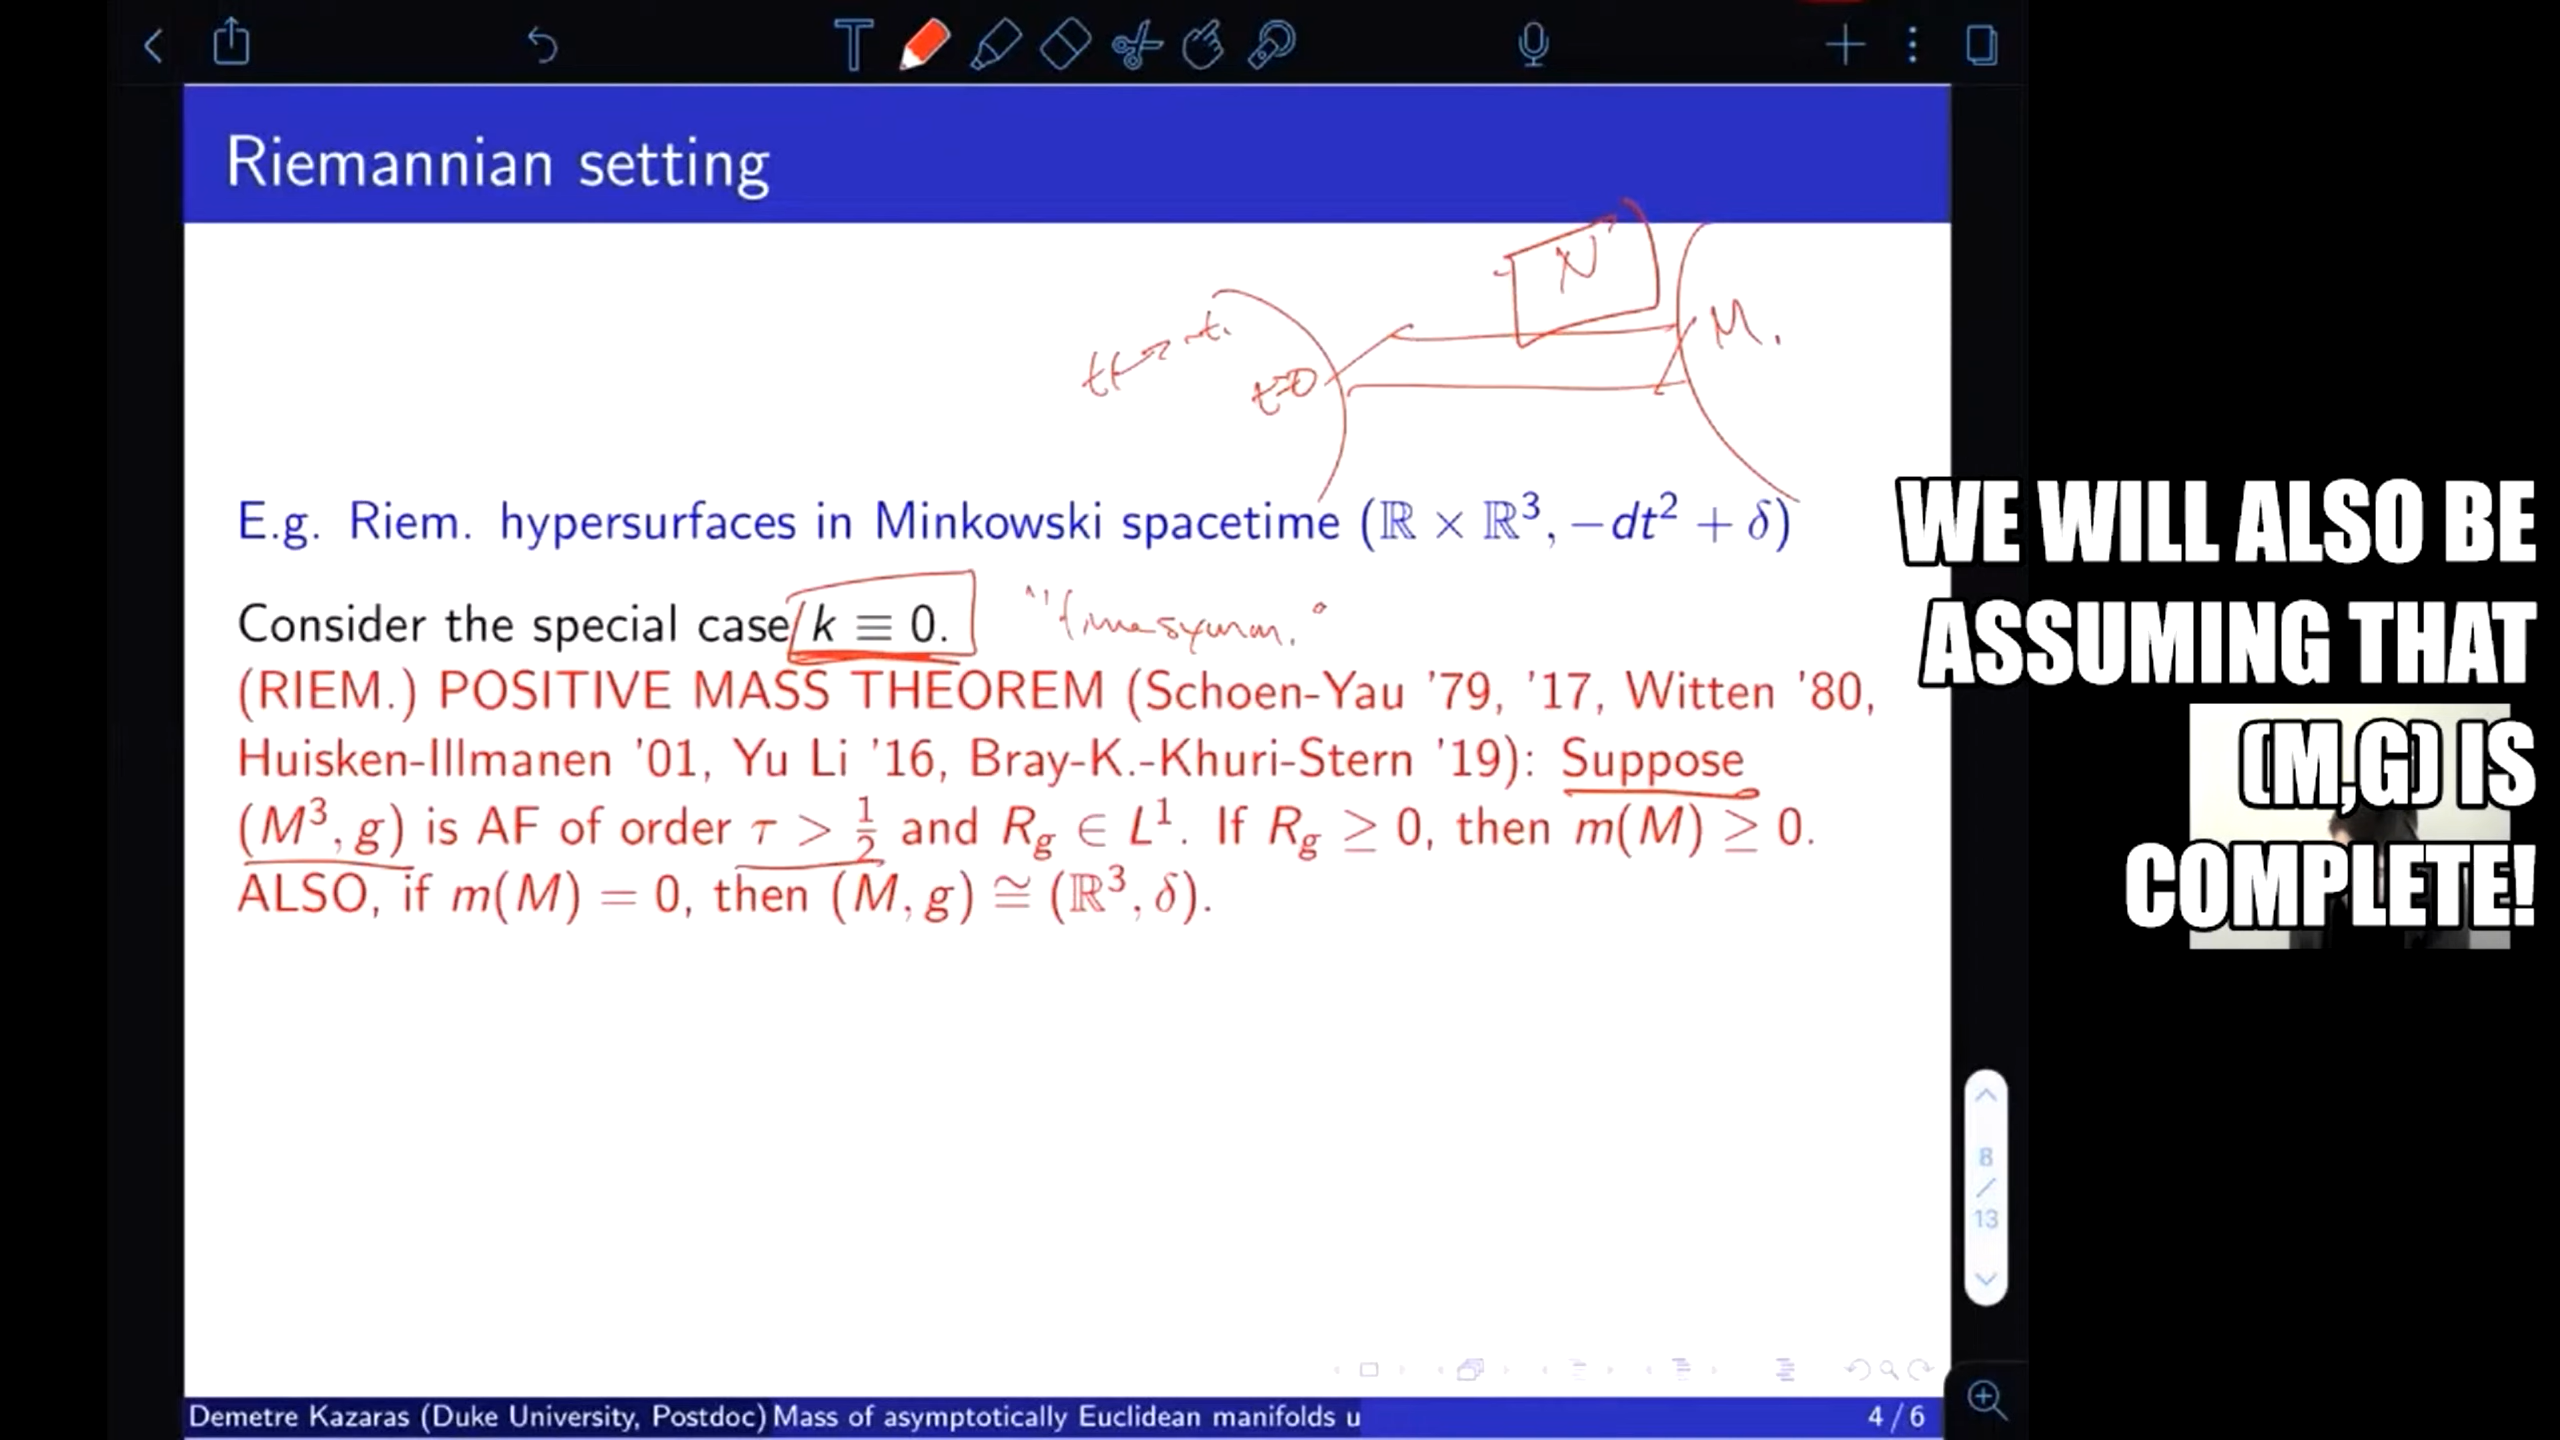 Riemannian setting
N
M.
t ↦ -t.
t=0
E.g. Riem. hypersurfaces in Minkowski spacetime (ℝ × ℝ³, −dt² + δ)
Consider the special case k ≡ 0. "timesymm."
(RIEM.) POSITIVE MASS THEOREM (Schoen-Yau '79, '17, Witten '80,
Huisken-Illmanen '01, Yu Li '16, Bray-K.-Khuri-Stern '19): Suppose
(M³, g) is AF of order τ > 1/2 and R_g ∈ L¹. If R_g ≥ 0, then m(M) ≥ 0.
ALSO, if m(M) = 0, then (M, g) ≅ (ℝ³, δ).
WE WILL ALSO BE
ASSUMING THAT
(M,G) IS
COMPLETE!
8
/
13
Demetre Kazaras (Duke University, Postdoc) Mass of asymptotically Euclidean manifolds u
4 / 6